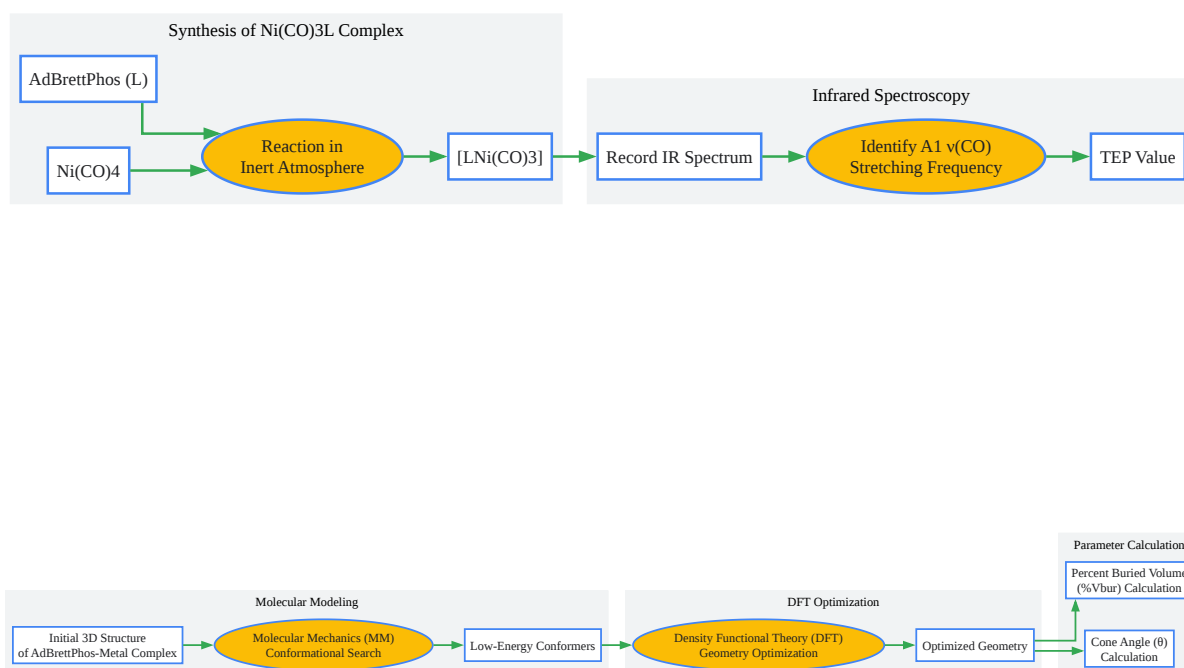 Synthesis of Ni(CO)3L Complex
AdBrettPhos (L)
Ni(CO)4
Reaction in
Inert Atmosphere
[LNi(CO)3]
Infrared Spectroscopy
Record IR Spectrum
Identify A1 ν(CO)
Stretching Frequency
TEP Value
Molecular Modeling
Initial 3D Structure
of AdBrettPhos-Metal Complex
Molecular Mechanics (MM)
Conformational Search
Low-Energy Conformers
DFT Optimization
Density Functional Theory (DFT)
Geometry Optimization
Optimized Geometry
Parameter Calculation
Percent Buried Volume
(%Vbur) Calculation
Cone Angle (θ)
Calculation